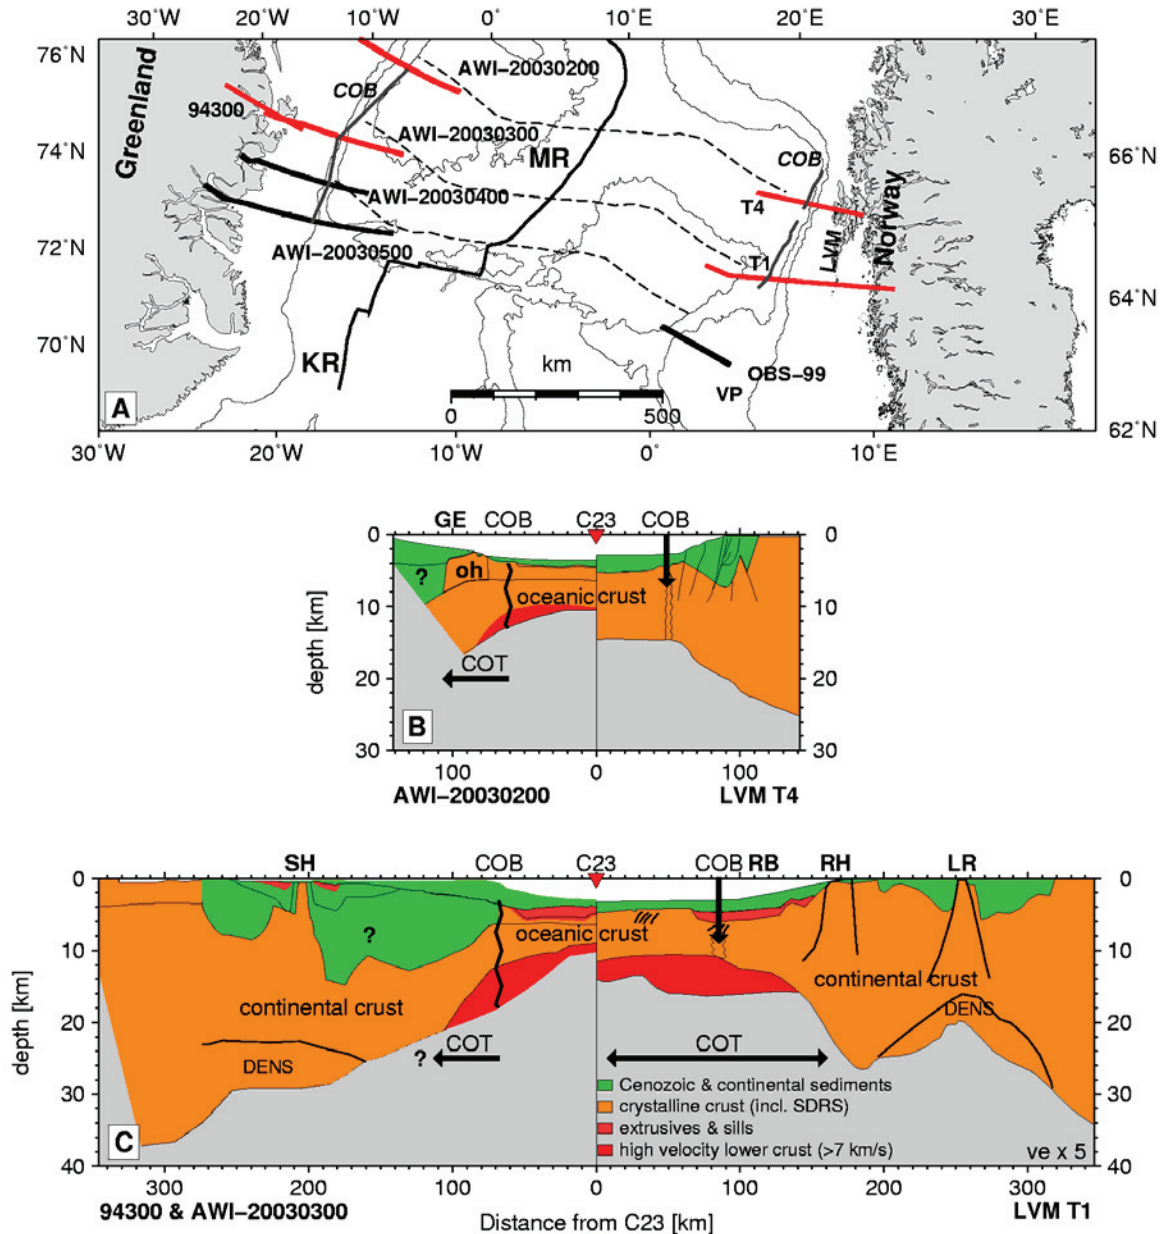 30˚W 20˚W 10˚W 0˚ 10˚E 20˚E 30˚E
76˚N
Greenland
94300
COB
AWI−20030200
AWI−20030300
MR
74˚N
66˚N
COB
T4
LVM
Norway
AWI−20030400
72˚N
AWI−20030500
T1
64˚N
70˚N
KR
km
0 500
OBS−99
VP
A
62˚N
30˚W 20˚W 10˚W 0˚ 10˚E
GE COB C23 COB
0 0
? oh
oceanic crust
10 10
COT
20 20
B
30 30
depth [km]
100 0 100
AWI−20030200 LVM T4
SH COB C23 COB RB RH LR
0 0
?
oceanic crust
10 10
continental crust continental crust
20 20
DENS
? COT COT
DENS
Cenozoic & continental sediments
30 30
crystalline crust (incl. SDRS)
extrusives & sills
C
high velocity lower crust (>7 km/s)
ve x 5
40 40
depth [km]
300 200 100 0 100 200 300
94300 & AWI−20030300 Distance from C23 [km] LVM T1